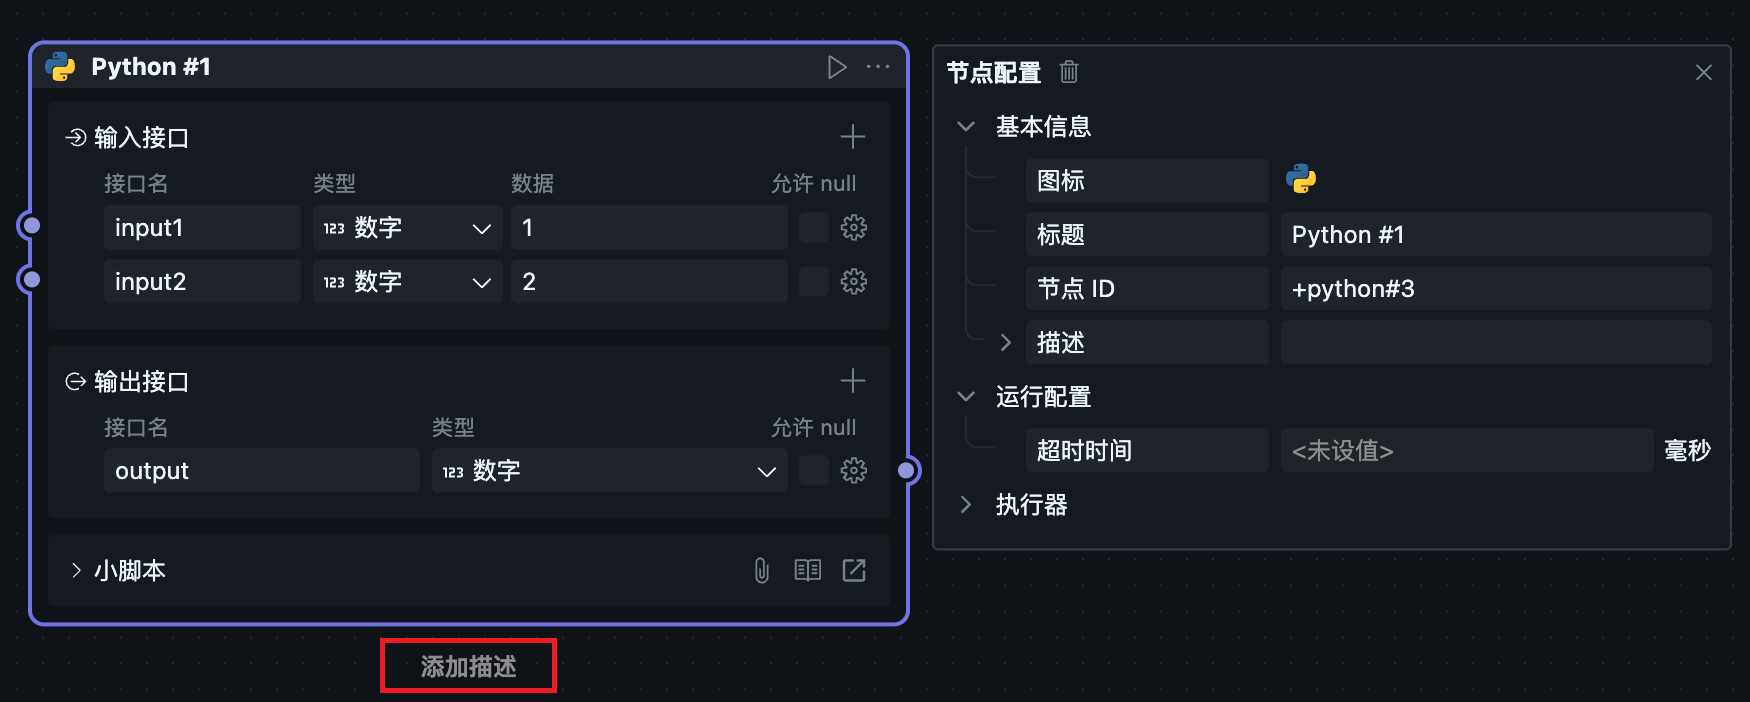 Python #1
输入接口
接口名 类型 数据 允许 null
input1 123 数字 1
input2 123 数字 2
输出接口
接口名 类型 允许 null
output 123 数字
小脚本
添加描述
节点配置
基本信息
图标
标题 Python #1
节点 ID +python#3
描述
运行配置
超时时间 <未设值> 毫秒
执行器